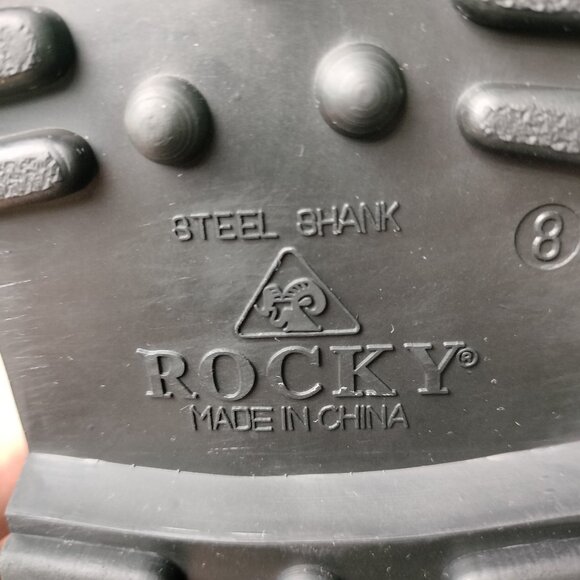 STEEL SHANK
8
ROCKY®
MADE IN CHINA